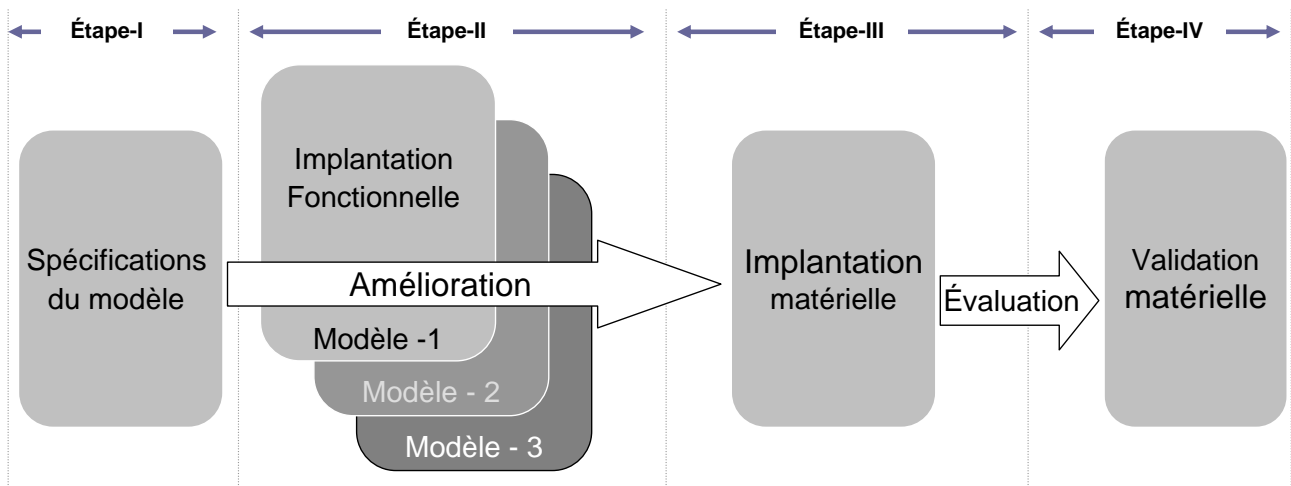 Étape-I
Étape-II
Étape-III
Étape-IV
Spécifications
du modèle
Implantation
Fonctionnelle
Amélioration
Modèle -1
Modèle - 2
Modèle - 3
Implantation
matérielle
Évaluation
Validation
matérielle